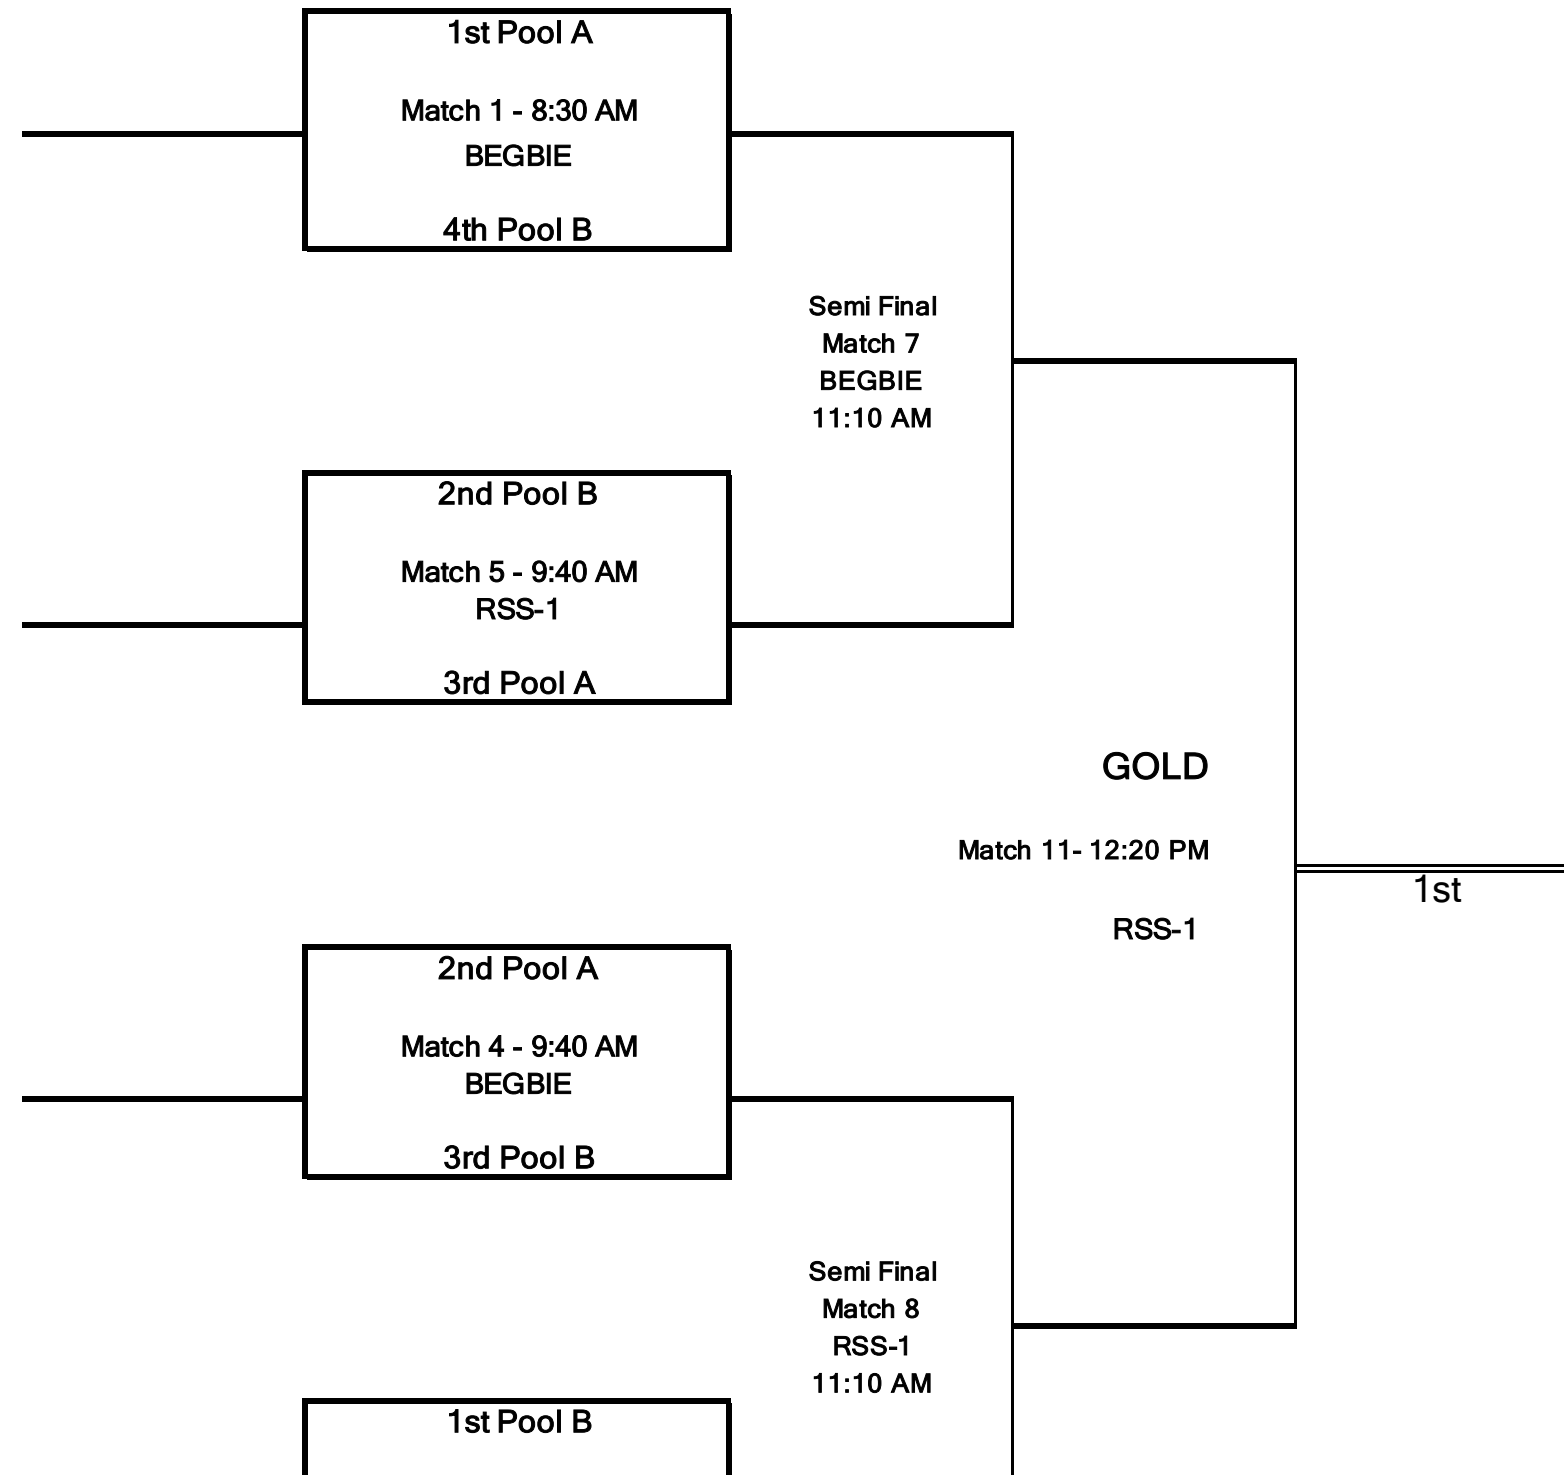 1st Pool A
Match 1 - 8:30 AM
BEGBIE
4th Pool B
Semi Final
Match 7
BEGBIE
11:10 AM
2nd Pool B
Match 5 - 9:40 AM
RSS-1
3rd Pool A
GOLD
Match 11- 12:20 PM
1st
RSS-1
2nd Pool A
Match 4 - 9:40 AM
BEGBIE
3rd Pool B
Semi Final
Match 8
RSS-1
11:10 AM
1st Pool B